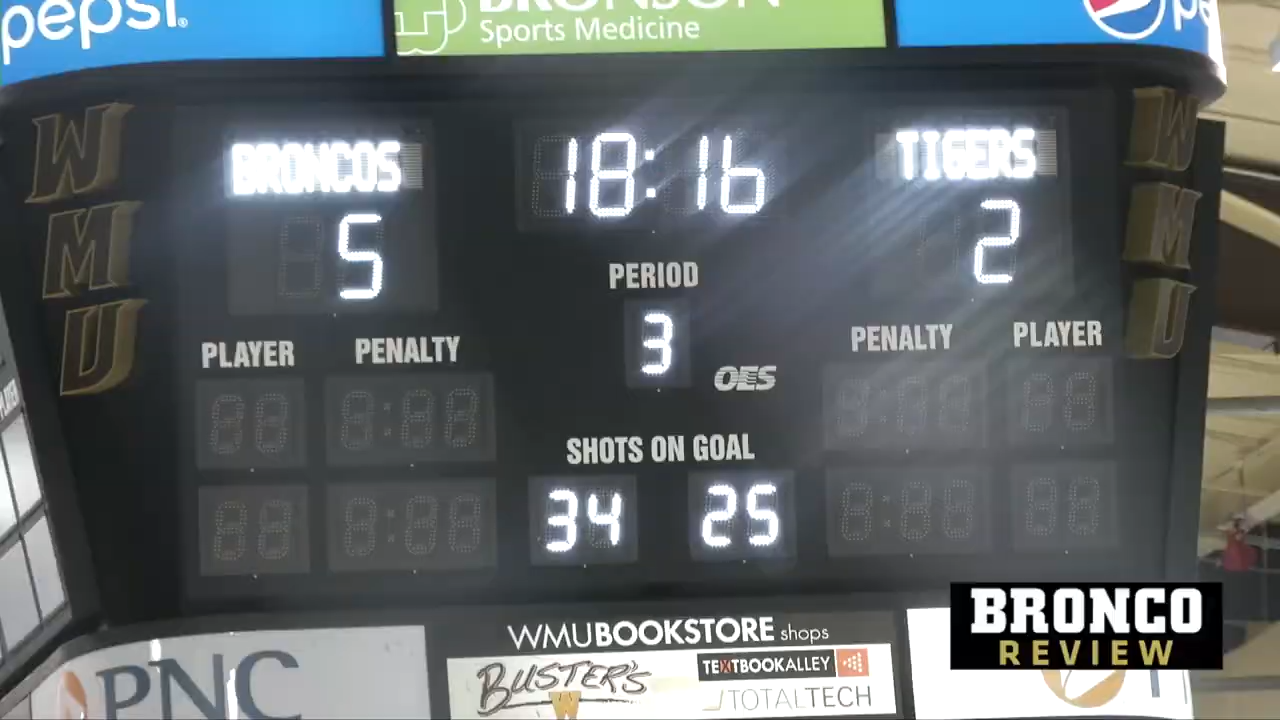 pepsi®
BRONSON
Sports Medicine
W
M
U
W
M
U
BRONCOS
18:16
TIGERS
5
2
PERIOD
3
OES
PLAYER
PENALTY
PENALTY
PLAYER
SHOTS ON GOAL
34
25
WMUBOOKSTORE shops
BUSTER'S
W
TEXTBOOKALLEY
TOTALTECH
PNC
BRONCO
REVIEW